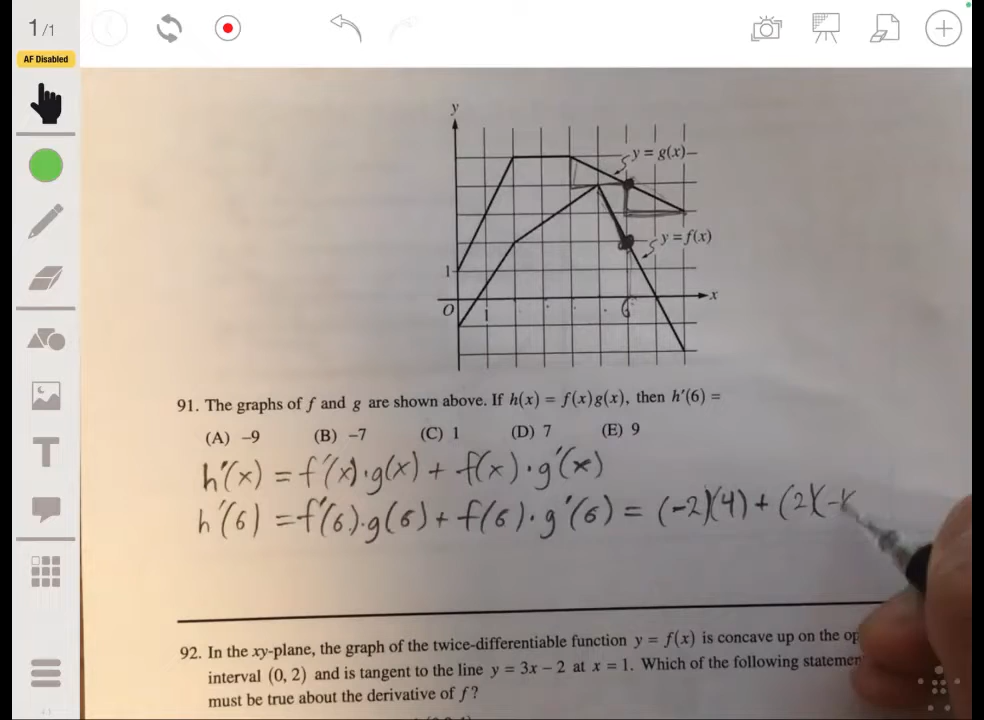 1/1
AF Disabled
y
y = g(x)
y = f(x)
1
x
O
1
6
91. The graphs of f and g are shown above. If h(x) = f(x)g(x), then h′(6) =
(A) −9 (B) −7 (C) 1 (D) 7 (E) 9
h′(x) = f′(x)·g(x) + f(x)·g′(x)
h′(6) = f′(6)·g(6) + f(6)·g′(6) = (-2)(4) + (2)(-
92. In the xy-plane, the graph of the twice-differentiable function y = f(x) is concave up on the op
interval (0, 2) and is tangent to the line y = 3x − 2 at x = 1. Which of the following statemen
must be true about the derivative of f?
T